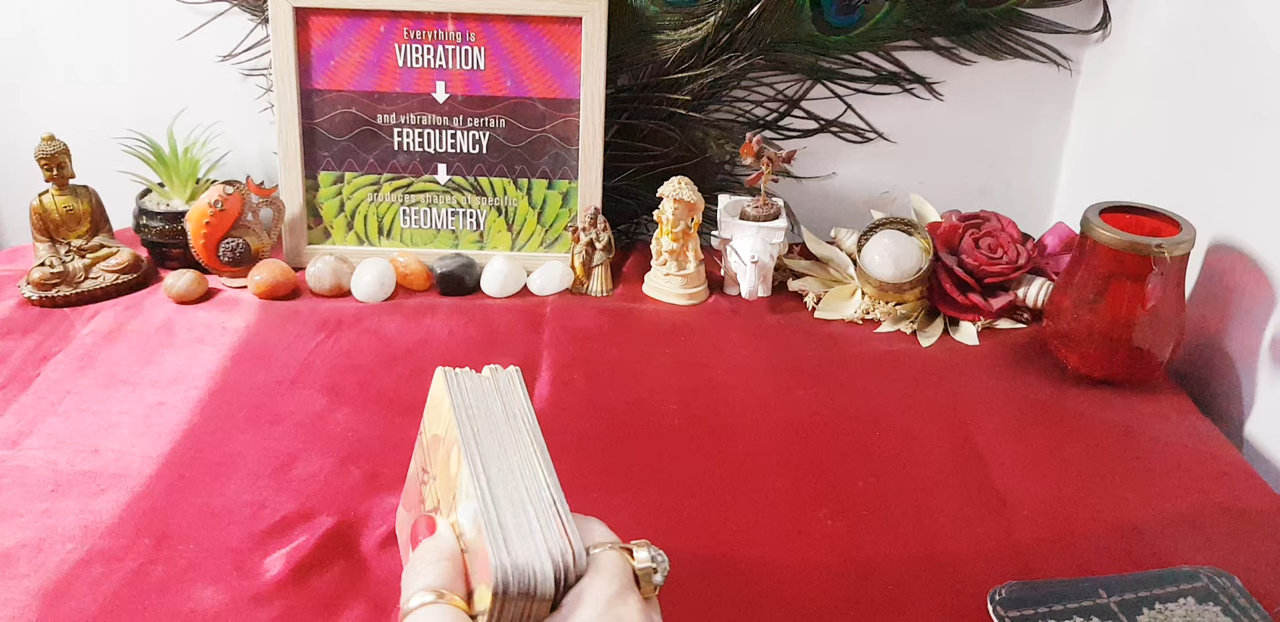 Everything is
VIBRATION
and vibration of certain
FREQUENCY
produces shapes of specific
GEOMETRY